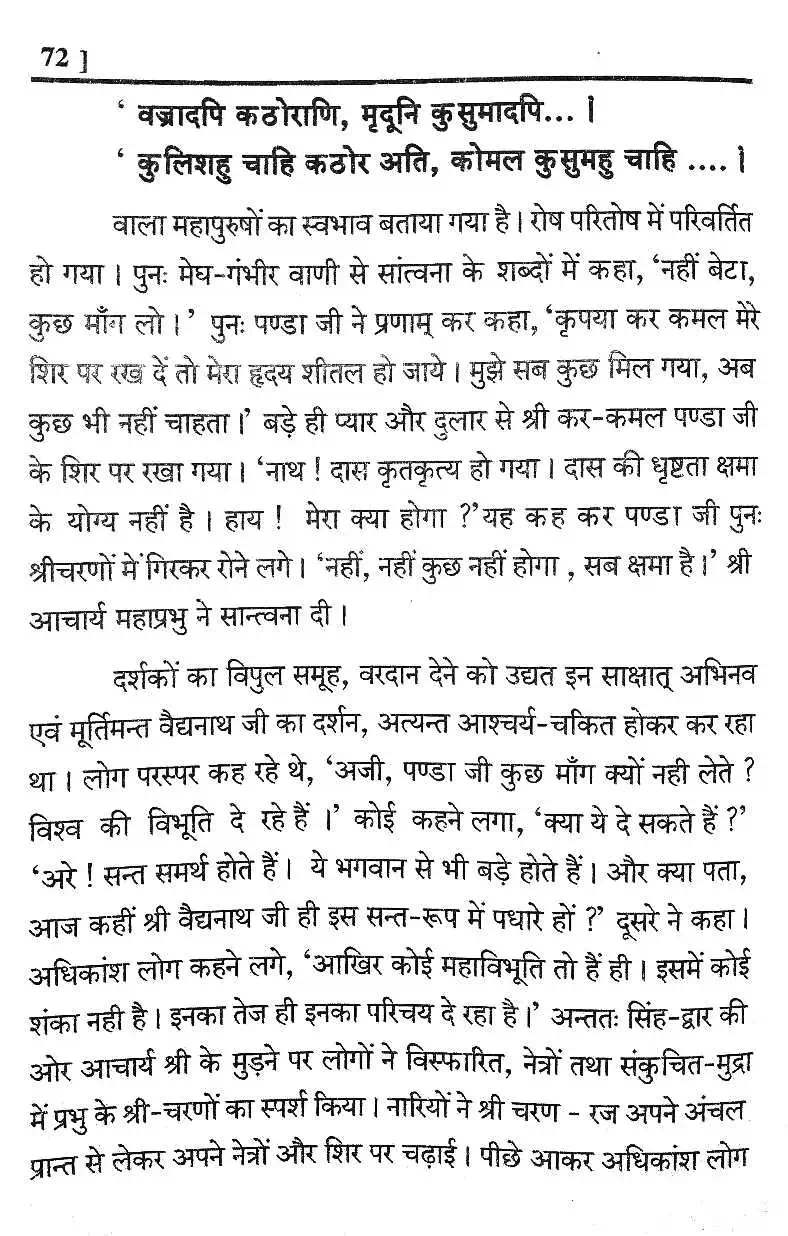 72 ]
‘ वज्रादपि कठोराणि, मृदूनि कुसुमादपि... ।
‘ कुलिशहु चाहि कठोर अति, कोमल कुसुमहु चाहि .... ।
वाला महापुरुषों का स्वभाव बताया गया है। रोष परितोष में परिवर्तित
हो गया । पुनः मेघ-गंभीर वाणी से सांत्वना के शब्दों में कहा, ‘नहीं बेटा,
कुछ माँग लो।’ पुनः पण्डा जी ने प्रणाम् कर कहा, ‘कृपया कर कमल मेरे
शिर पर रख दें तो मेरा हृदय शीतल हो जाये। मुझे सब कुछ मिल गया, अब
कुछ भी नहीं चाहता।’ बड़े ही प्यार और दुलार से श्री कर-कमल पण्डा जी
के शिर पर रखा गया। ‘नाथ ! दास कृतकृत्य हो गया। दास की धृष्टता क्षमा
के योग्य नहीं है । हाय ! मेरा क्या होगा ?’यह कह कर पण्डा जी पुनः
श्रीचरणों में गिरकर रोने लगे। ‘नहीं, नहीं कुछ नहीं होगा , सब क्षमा है।’ श्री
आचार्य महाप्रभु ने सान्त्वना दी ।
दर्शकों का विपुल समूह, वरदान देने को उद्यत इन साक्षात् अभिनव
एवं मूर्तिमन्त वैद्यनाथ जी का दर्शन, अत्यन्त आश्चर्य-चकित होकर कर रहा
था । लोग परस्पर कह रहे थे, ‘अजी, पण्डा जी कुछ माँग क्यों नही लेते ?
विश्व की विभूति दे रहे हैं ।’ कोई कहने लगा, ‘क्या ये दे सकते हैं ?’
‘अरे ! सन्त समर्थ होते हैं। ये भगवान से भी बड़े होते हैं। और क्या पता,
आज कहीं श्री वैद्यनाथ जी ही इस सन्त-रूप में पधारे हों ?’ दूसरे ने कहा।
अधिकांश लोग कहने लगे, ‘आखिर कोई महाविभूति तो हैं ही। इसमें कोई
शंका नही है। इनका तेज ही इनका परिचय दे रहा है।’ अन्ततः सिंह-द्वार की
ओर आचार्य श्री के मुड़ने पर लोगों ने विस्फारित, नेत्रों तथा संकुचित-मुद्रा
में प्रभु के श्री-चरणों का स्पर्श किया। नारियों ने श्री चरण - रज अपने अंचल
प्रान्त से लेकर अपने नेत्रों और शिर पर चढ़ाई। पीछे आकर अधिकांश लोग